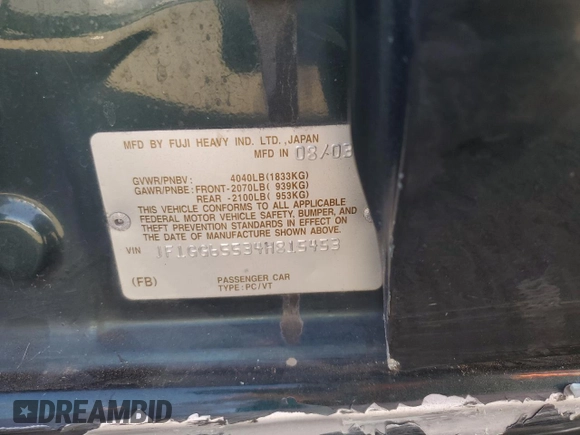 MFD BY FUJI HEAVY IND. LTD., JAPAN
MFD IN 08/03
GVWR/PNBV: 4040LB(1833KG)
GAWR/PNBE: FRONT-2070LB( 939KG)
REAR -2100LB( 953KG)
THIS VEHICLE CONFORMS TO ALL APPLICABLE
FEDERAL MOTOR VEHICLE SAFETY, BUMPER, AND
THEFT PREVENTION STANDARDS IN EFFECT ON
THE DATE OF MANUFACTURE SHOWN ABOVE.
VIN
(FB) PASSENGER CAR
TYPE: PC/VT
DREAMBID